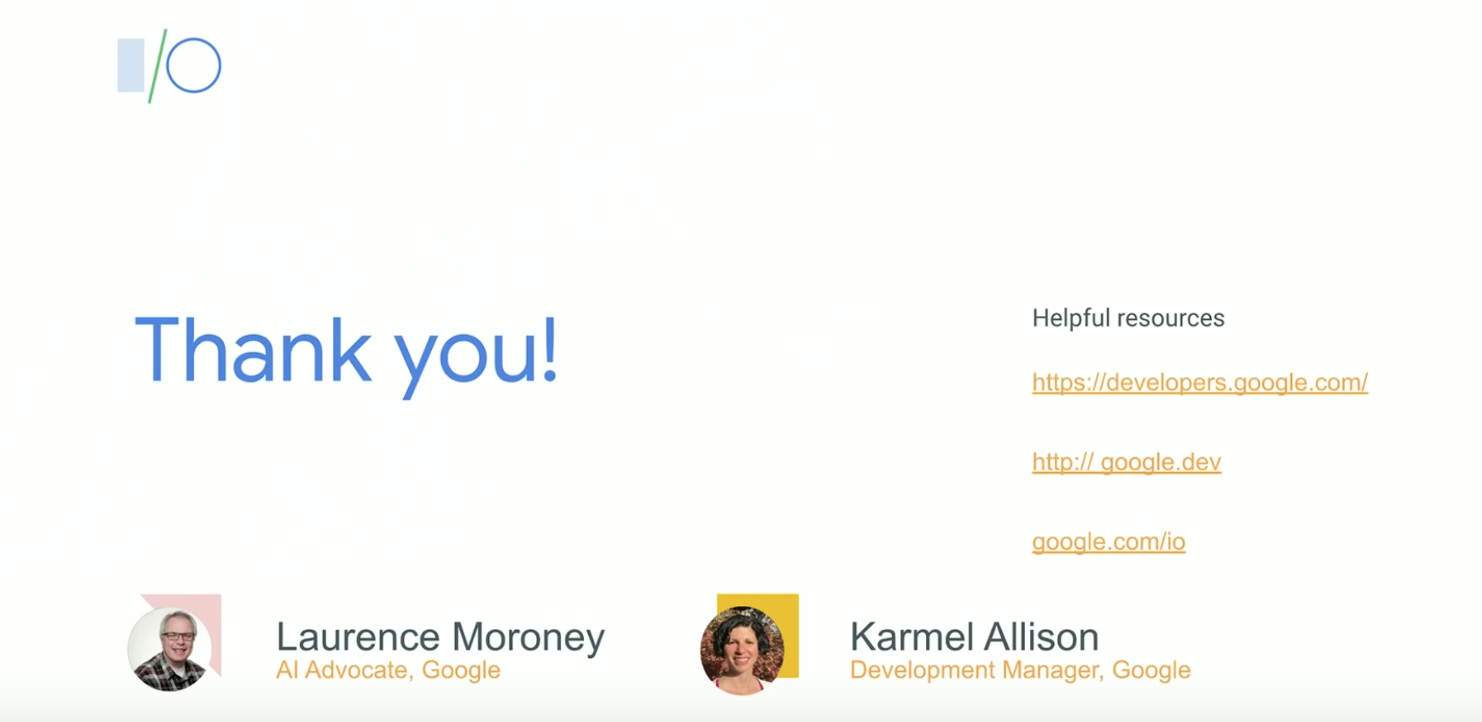 I/O
Thank you!
Helpful resources
https://developers.google.com/
http:// google.dev
google.com/io
Laurence Moroney
AI Advocate, Google
Karmel Allison
Development Manager, Google